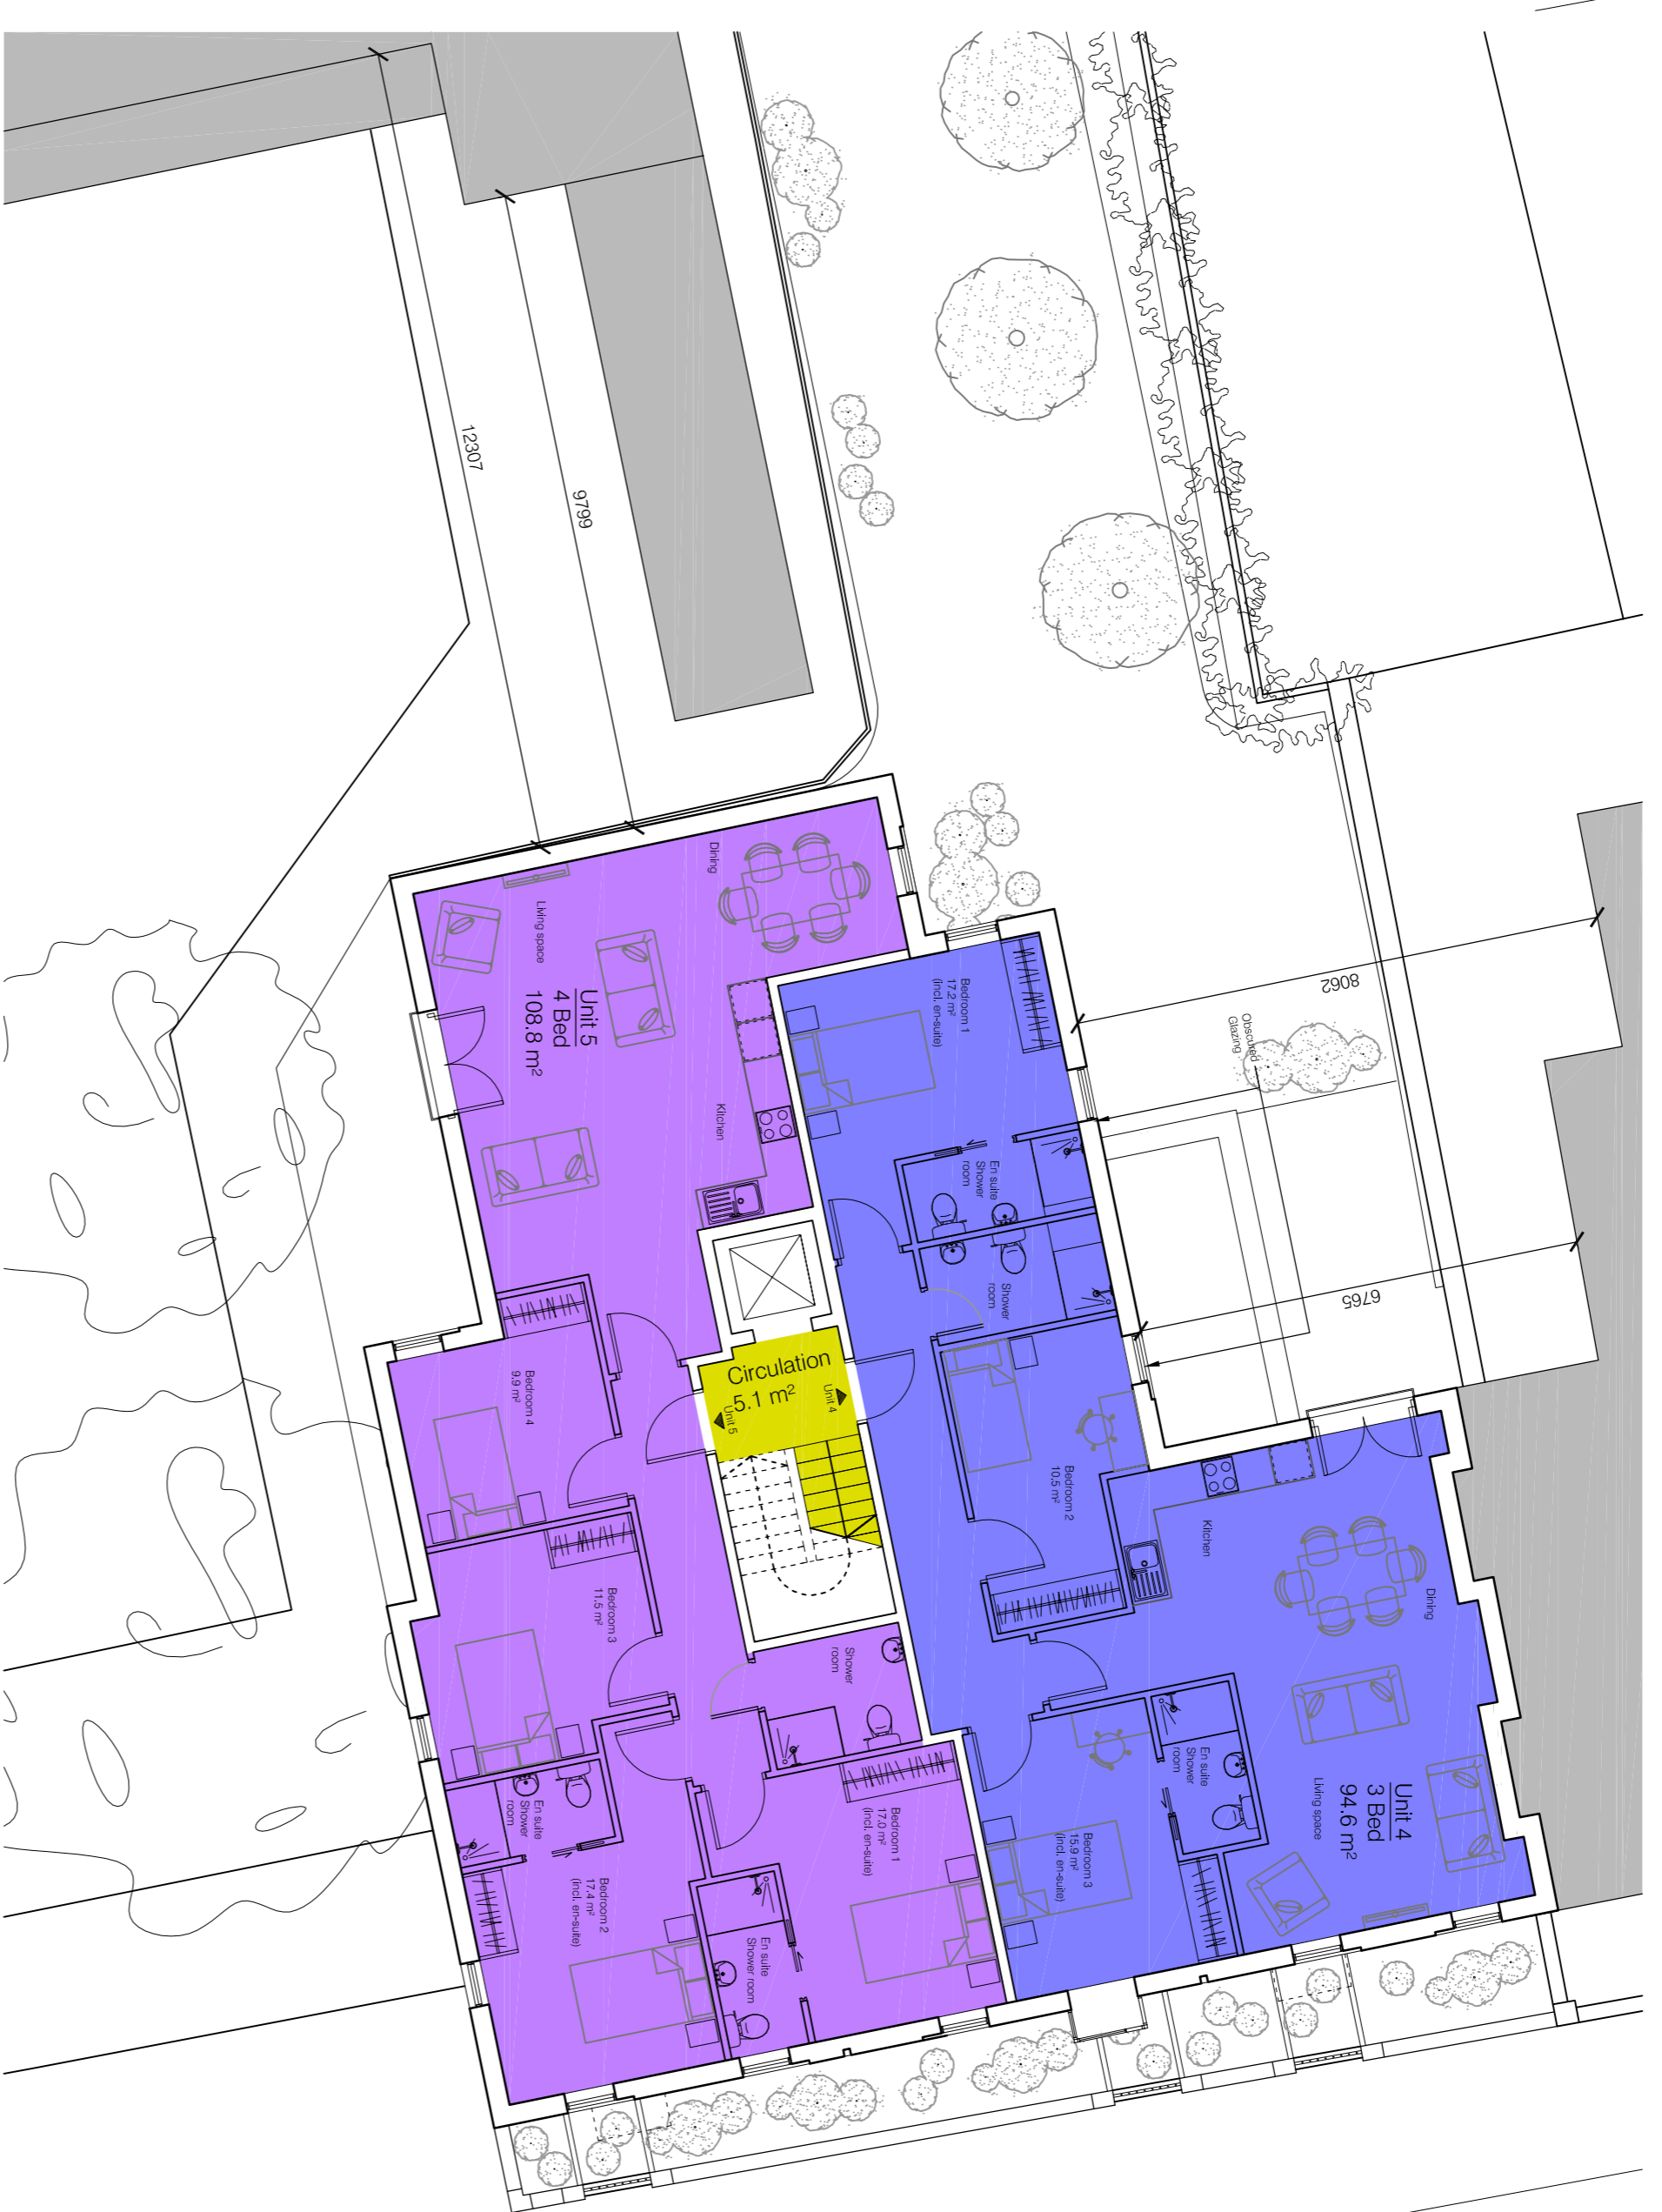 12307
9799
8062
6765
Obscured
Glazing
Dining
Living space
Unit 5
4 Bed
108.8 m²
Kitchen
Bedroom 1
17.2 m²
(incl. en-suite)
En suite
Shower
room
Shower
room
Circulation
5.1 m²
Unit 4
Unit 5
Bedroom 4
9.9 m²
Bedroom 2
10.5 m²
Kitchen
Dining
Bedroom 3
11.5 m²
Shower
room
En suite
Shower
room
Living space
Unit 4
3 Bed
94.6 m²
En suite
Shower
room
Bedroom 1
17.0 m²
(incl. en-suite)
Bedroom 3
15.9 m²
(incl. en-suite)
Bedroom 2
17.4 m²
(incl. en-suite)
En suite
Shower room